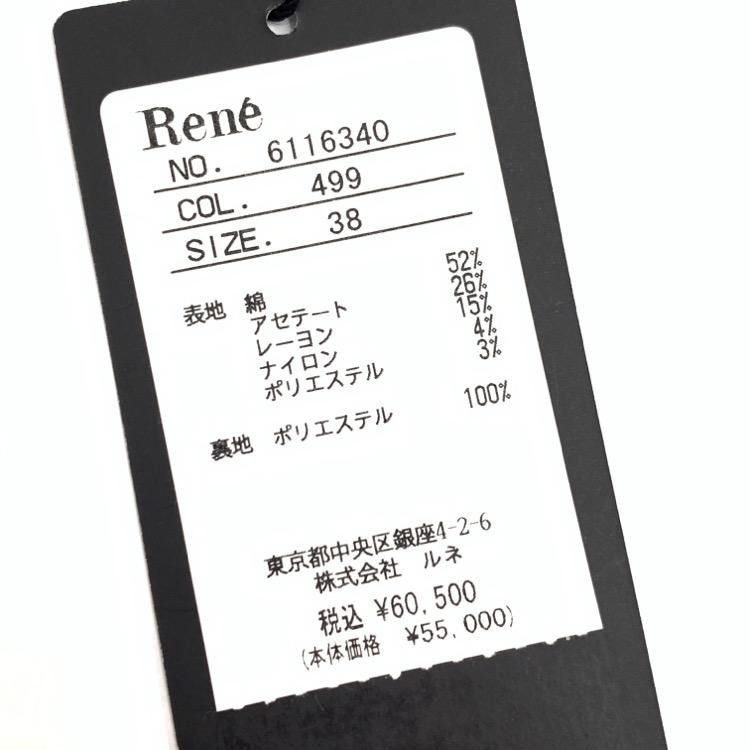 René
NO. 6116340
COL. 499
SIZE. 38
表地 綿 52%
アセテート 26%
レーヨン 15%
ナイロン 4%
ポリエステル 3%
裏地 ポリエステル 100%
東京都中央区銀座4-2-6
株式会社 ルネ
税込 ¥60,500
(本体価格 ¥55,000)